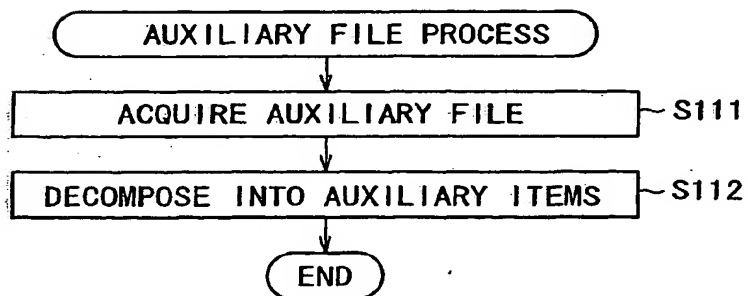 AUXILIARY FILE PROCESS
ACQUIRE AUXILIARY FILE
S111
DECOMPOSE INTO AUXILIARY ITEMS
S112
END